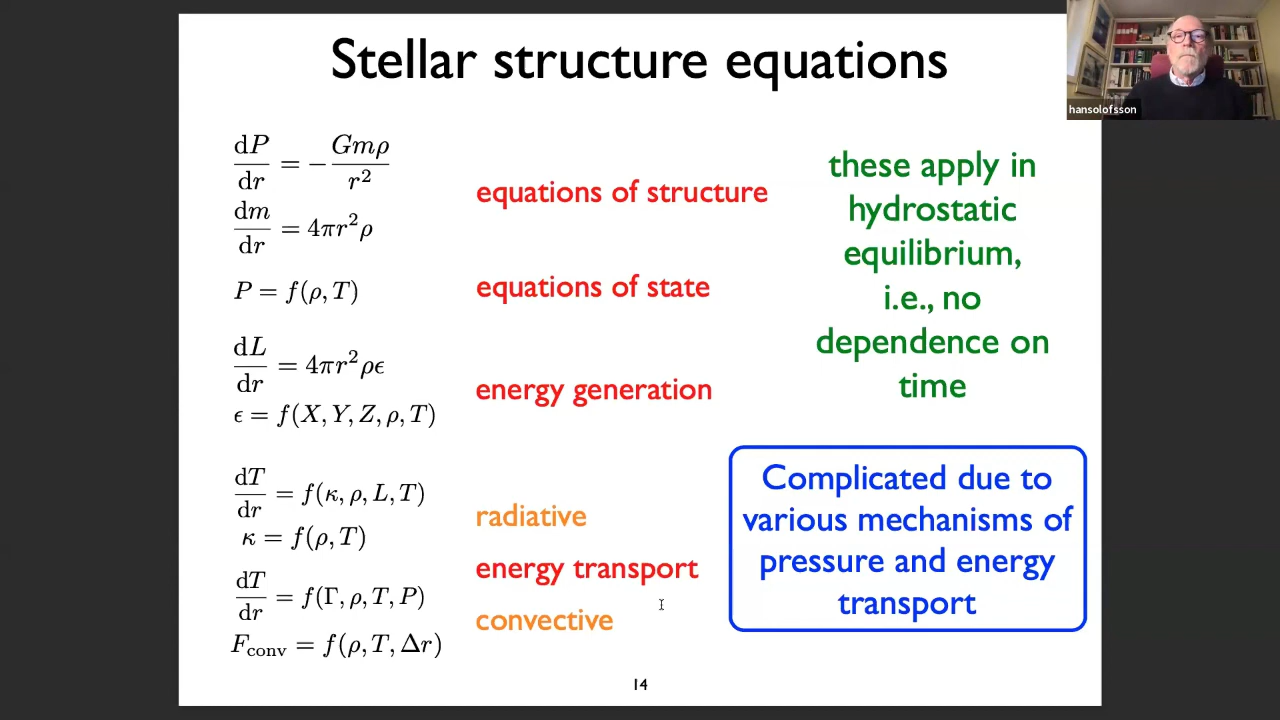 Stellar structure equations
hansolofsson
dP/dr = − Gmρ/r²
dm/dr = 4πr²ρ
equations of structure
P = f(ρ, T)
equations of state
dL/dr = 4πr²ρϵ
ϵ = f(X, Y, Z, ρ, T)
energy generation
dT/dr = f(κ, ρ, L, T)
κ = f(ρ, T)
radiative
energy transport
dT/dr = f(Γ, ρ, T, P)
convective
F_conv = f(ρ, T, Δr)
these apply in
hydrostatic
equilibrium,
i.e., no
dependence on
time
Complicated due to
various mechanisms of
pressure and energy
transport
14